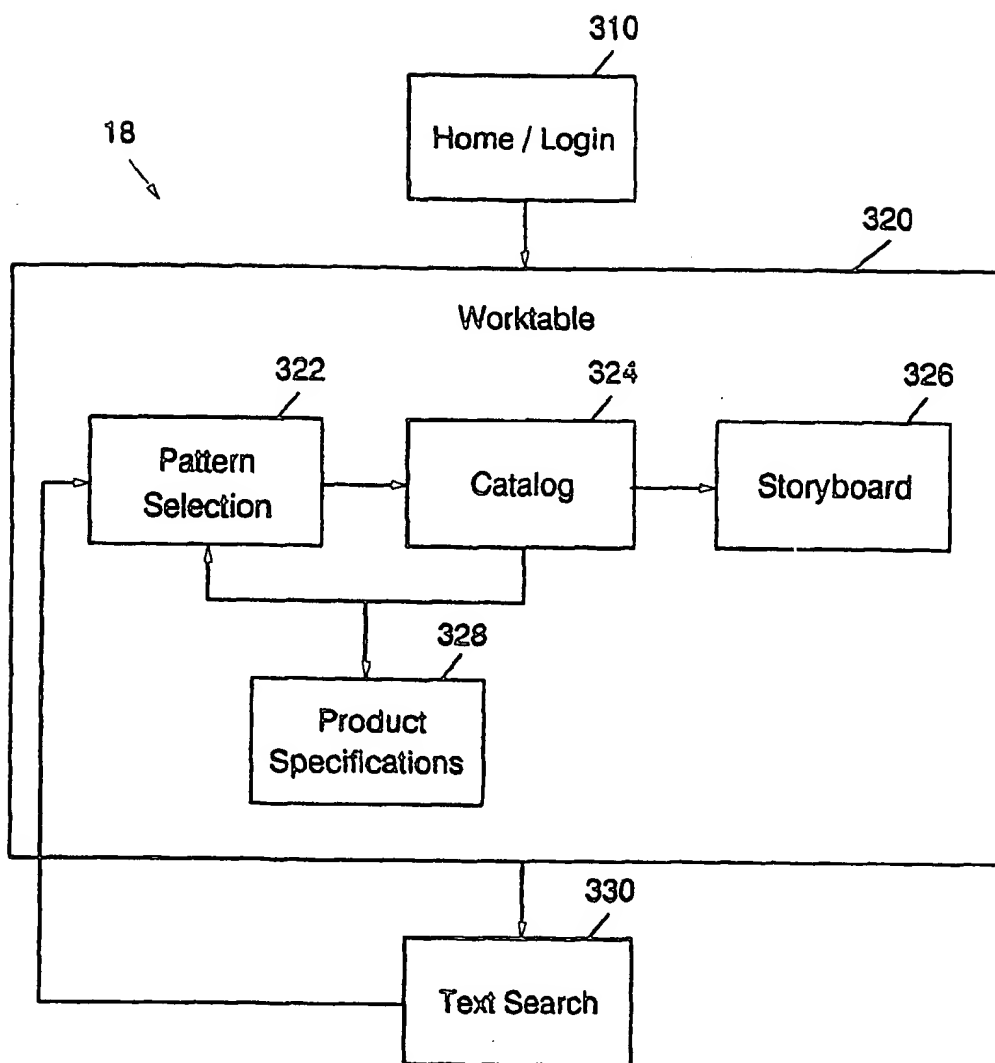 310
Home / Login
18
320
Worktable
322
324
326
Pattern
Selection
Catalog
Storyboard
328
Product
Specifications
330
Text Search